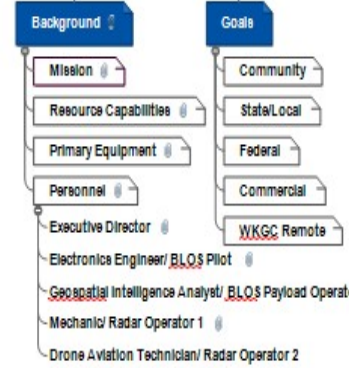 Background
Mission
Resource Capabilities
Primary Equipment
Personnel
Executive Director
Electronics Engineer/ BLOS Pilot
Geospatial Intelligence Analyst/ BLOS Payload Operat
Mechanic/ Radar Operator 1
Drone Aviation Technician/ Radar Operator 2
Goals
Community
State/Local
Federal
Commercial
WKGC Remote